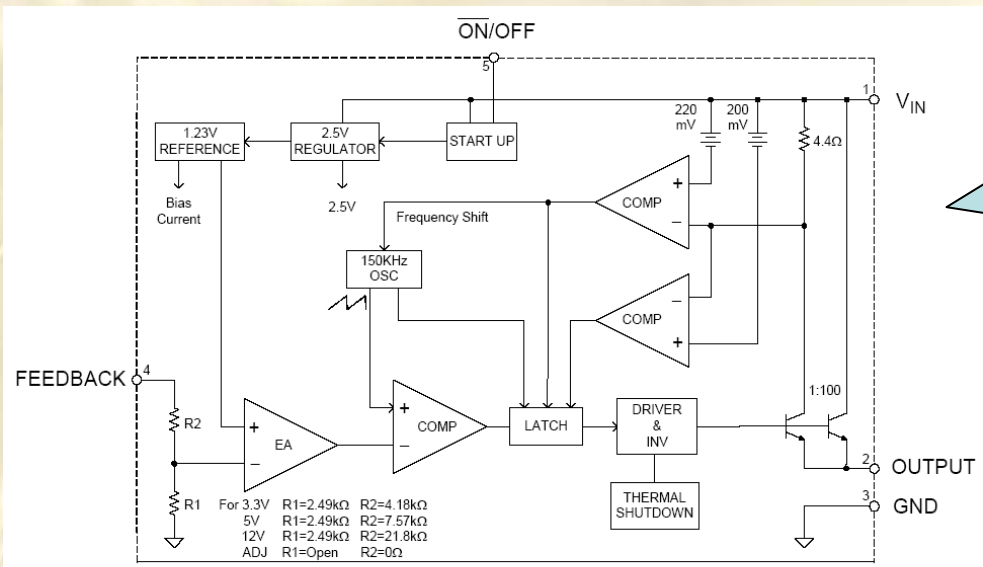 ON/OFF
5
1
VIN
220 mV
200 mV
4.4Ω
1.23V
REFERENCE
2.5V
REGULATOR
START UP
Bias
Current
2.5V
Frequency Shift
+
COMP
−
150KHz
OSC
−
COMP
+
FEEDBACK
4
R2
+
EA
−
+
COMP
−
LATCH
DRIVER
&
INV
1:100
2
OUTPUT
R1
THERMAL
SHUTDOWN
3
GND
For 3.3V R1=2.49kΩ R2=4.18kΩ
5V R1=2.49kΩ R2=7.57kΩ
12V R1=2.49kΩ R2=21.8kΩ
ADJ R1=Open R2=0Ω